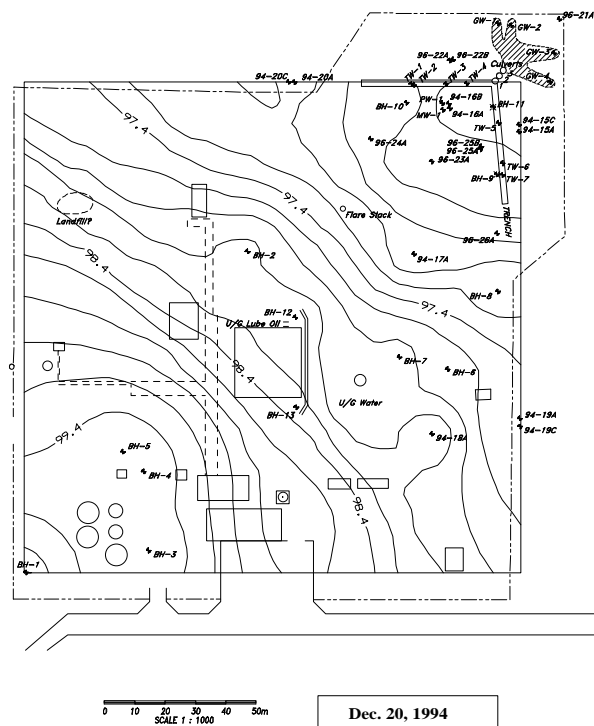 96-21A
GW-1
GW-2
96-22A
96-22B
GW-3
Culverts
TW-1
TW-2
TW-3
TW-4
GW-4
94-20C
94-20A
PW-1
94-16B
BH-10
MW-1
94-16A
BH-11
TW-5
94-15C
94-15A
97.4
96-24A
96-25B
96-25A
96-23A
TW-6
BH-9
TW-7
97.4
Landfill?
Flare Stack
TRENCH
96-26A
BH-2
94-17A
98.4
BH-8
97.4
BH-12
U/G Lube Oil
BH-7
BH-6
98.4
U/G Water
BH-13
94-19A
99.4
94-18A
94-19C
BH-5
BH-4
98.4
BH-3
BH-1
0 10 20 30 40 50m
SCALE 1 : 1000
Dec. 20, 1994